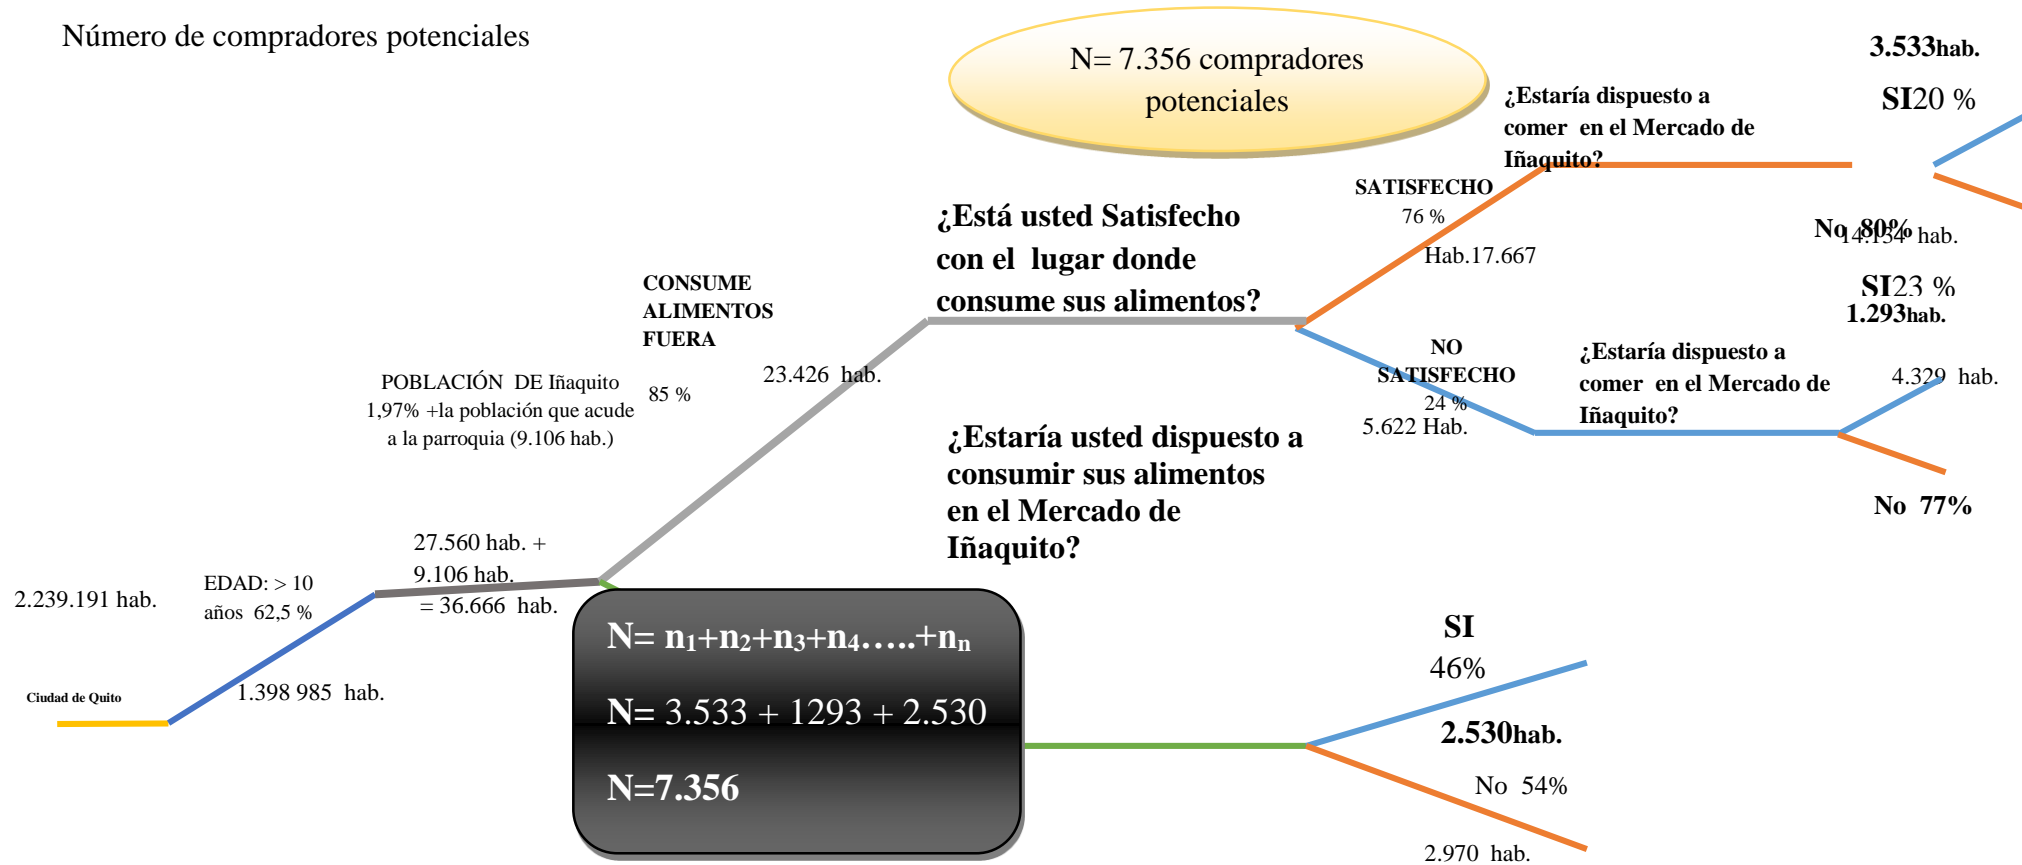 Número de compradores potenciales
N= 7.356 compradores
potenciales
3.533hab.
SI20 %
¿Estaría dispuesto a
comer en el Mercado de
Iñaquito?
SATISFECHO
76 %
Hab.17.667
No 80%
14.134 hab.
SI23 %
1.293hab.
¿Está usted Satisfecho
con el lugar donde
consume sus alimentos?
CONSUME
ALIMENTOS
FUERA
85 %
23.426 hab.
NO
SATISFECHO
24 %
5.622 Hab.
¿Estaría dispuesto a
comer en el Mercado de
Iñaquito?
4.329 hab.
No 77%
POBLACIÓN DE Iñaquito
1,97% +la población que acude
a la parroquia (9.106 hab.)
¿Estaría usted dispuesto a
consumir sus alimentos
en el Mercado de
Iñaquito?
27.560 hab. +
9.106 hab.
= 36.666 hab.
2.239.191 hab.
EDAD: > 10
años 62,5 %
1.398 985 hab.
Ciudad de Quito
N= n1+n2+n3+n4…..+nn
N= 3.533 + 1293 + 2.530
N=7.356
SI
46%
2.530hab.
No 54%
2.970 hab.